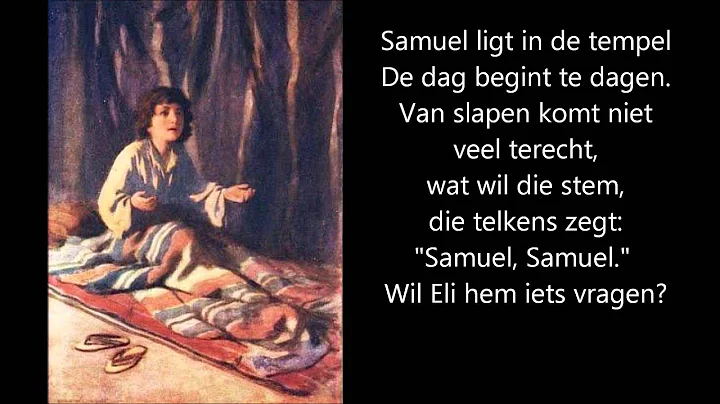 Samuel ligt in de tempel
De dag begint te dagen.
Van slapen komt niet
veel terecht,
wat wil die stem,
die telkens zegt:
"Samuel, Samuel."
Wil Eli hem iets vragen?